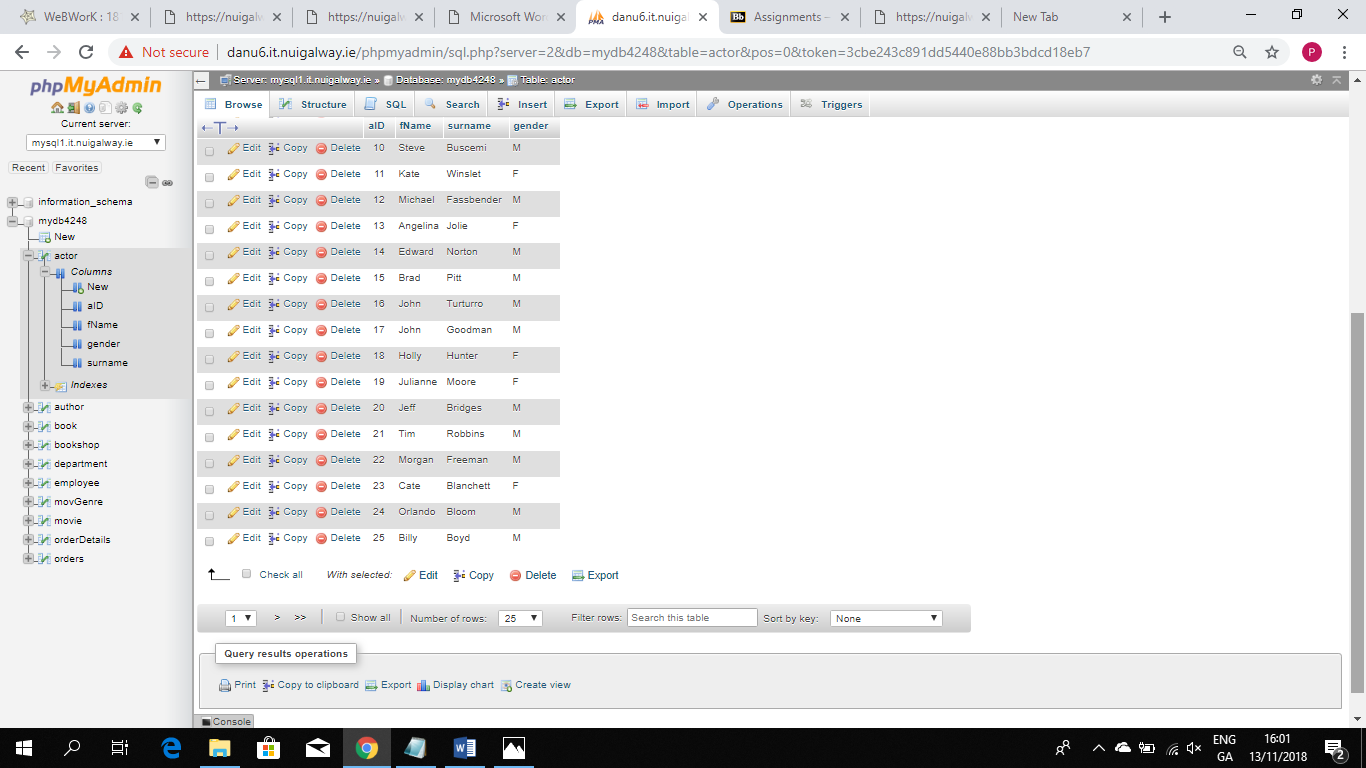 WeBWorK : 18
https://nuigalw
https://nuigalw
Microsoft Wor
danu6.it.nuigal
Assignments –
https://nuigalw
New Tab
Not secure
danu6.it.nuigalway.ie/phpmyadmin/sql.php?server=2&db=mydb4248&table=actor&pos=0&token=3cbe243c891dd5440e88bb3bdcd18eb7
P
phpMyAdmin
Current server:
mysql1.it.nuigalway.ie
Recent Favorites
information_schema
mydb4248
New
actor
Columns
New
aID
fName
gender
surname
Indexes
author
book
bookshop
department
employee
movGenre
movie
orderDetails
orders
Server: mysql1.it.nuigalway.ie » Database: mydb4248 » Table: actor
Browse Structure SQL Search Insert Export Import Operations Triggers
←T→ aID fName surname gender
Edit Copy Delete 10 Steve Buscemi M
Edit Copy Delete 11 Kate Winslet F
Edit Copy Delete 12 Michael Fassbender M
Edit Copy Delete 13 Angelina Jolie F
Edit Copy Delete 14 Edward Norton M
Edit Copy Delete 15 Brad Pitt M
Edit Copy Delete 16 John Turturro M
Edit Copy Delete 17 John Goodman M
Edit Copy Delete 18 Holly Hunter F
Edit Copy Delete 19 Julianne Moore F
Edit Copy Delete 20 Jeff Bridges M
Edit Copy Delete 21 Tim Robbins M
Edit Copy Delete 22 Morgan Freeman M
Edit Copy Delete 23 Cate Blanchett F
Edit Copy Delete 24 Orlando Bloom M
Edit Copy Delete 25 Billy Boyd M
Check all With selected: Edit Copy Delete Export
1 > >> Show all Number of rows: 25 Filter rows: Search this table Sort by key: None
Query results operations
Print Copy to clipboard Export Display chart Create view
Console
ENG
GA
16:01
13/11/2018
2